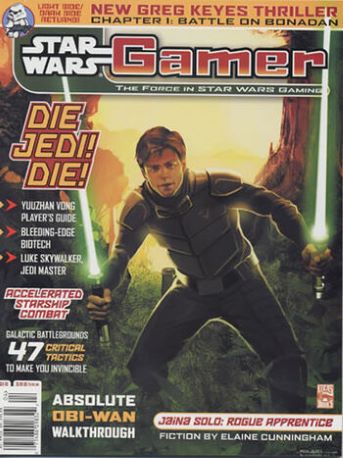 LIGHT SIDE/
DARK SIDE
RETURNS!
NEW GREG KEYES THRILLER
CHAPTER 1: BATTLE ON BONADAN
STAR WARS
Gamer
THE FORCE IN STAR WARS GAMING
DIE
JEDI!
DIE!
YUUZHAN VONG
PLAYER'S GUIDE
BLEEDING-EDGE
BIOTECH
LUKE SKYWALKER,
JEDI MASTER
ACCELERATED
STARSHIP
COMBAT
GALACTIC BATTLEGROUNDS
47 CRITICAL
TACTICS
TO MAKE YOU INVINCIBLE
ABSOLUTE
OBI-WAN
WALKTHROUGH
JAINA SOLO: ROGUE APPRENTICE
FICTION BY ELAINE CUNNINGHAM